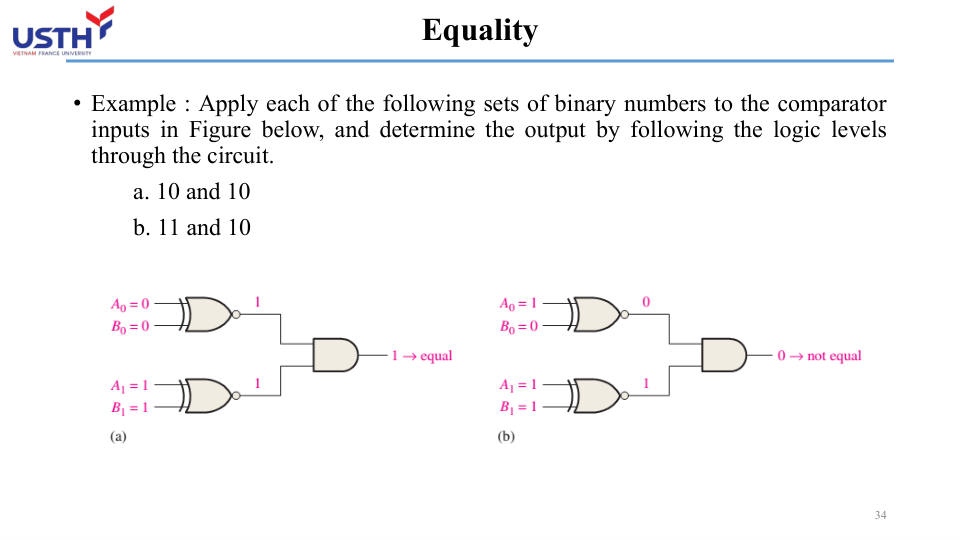 USTH
VIETNAM FRANCE UNIVERSITY
Equality
• Example : Apply each of the following sets of binary numbers to the comparator
inputs in Figure below, and determine the output by following the logic levels
through the circuit.
a. 10 and 10
b. 11 and 10
A₀ = 0
1
B₀ = 0
1 → equal
A₁ = 1
1
B₁ = 1
(a)
A₀ = 1
0
B₀ = 0
0 → not equal
A₁ = 1
1
B₁ = 1
(b)
34